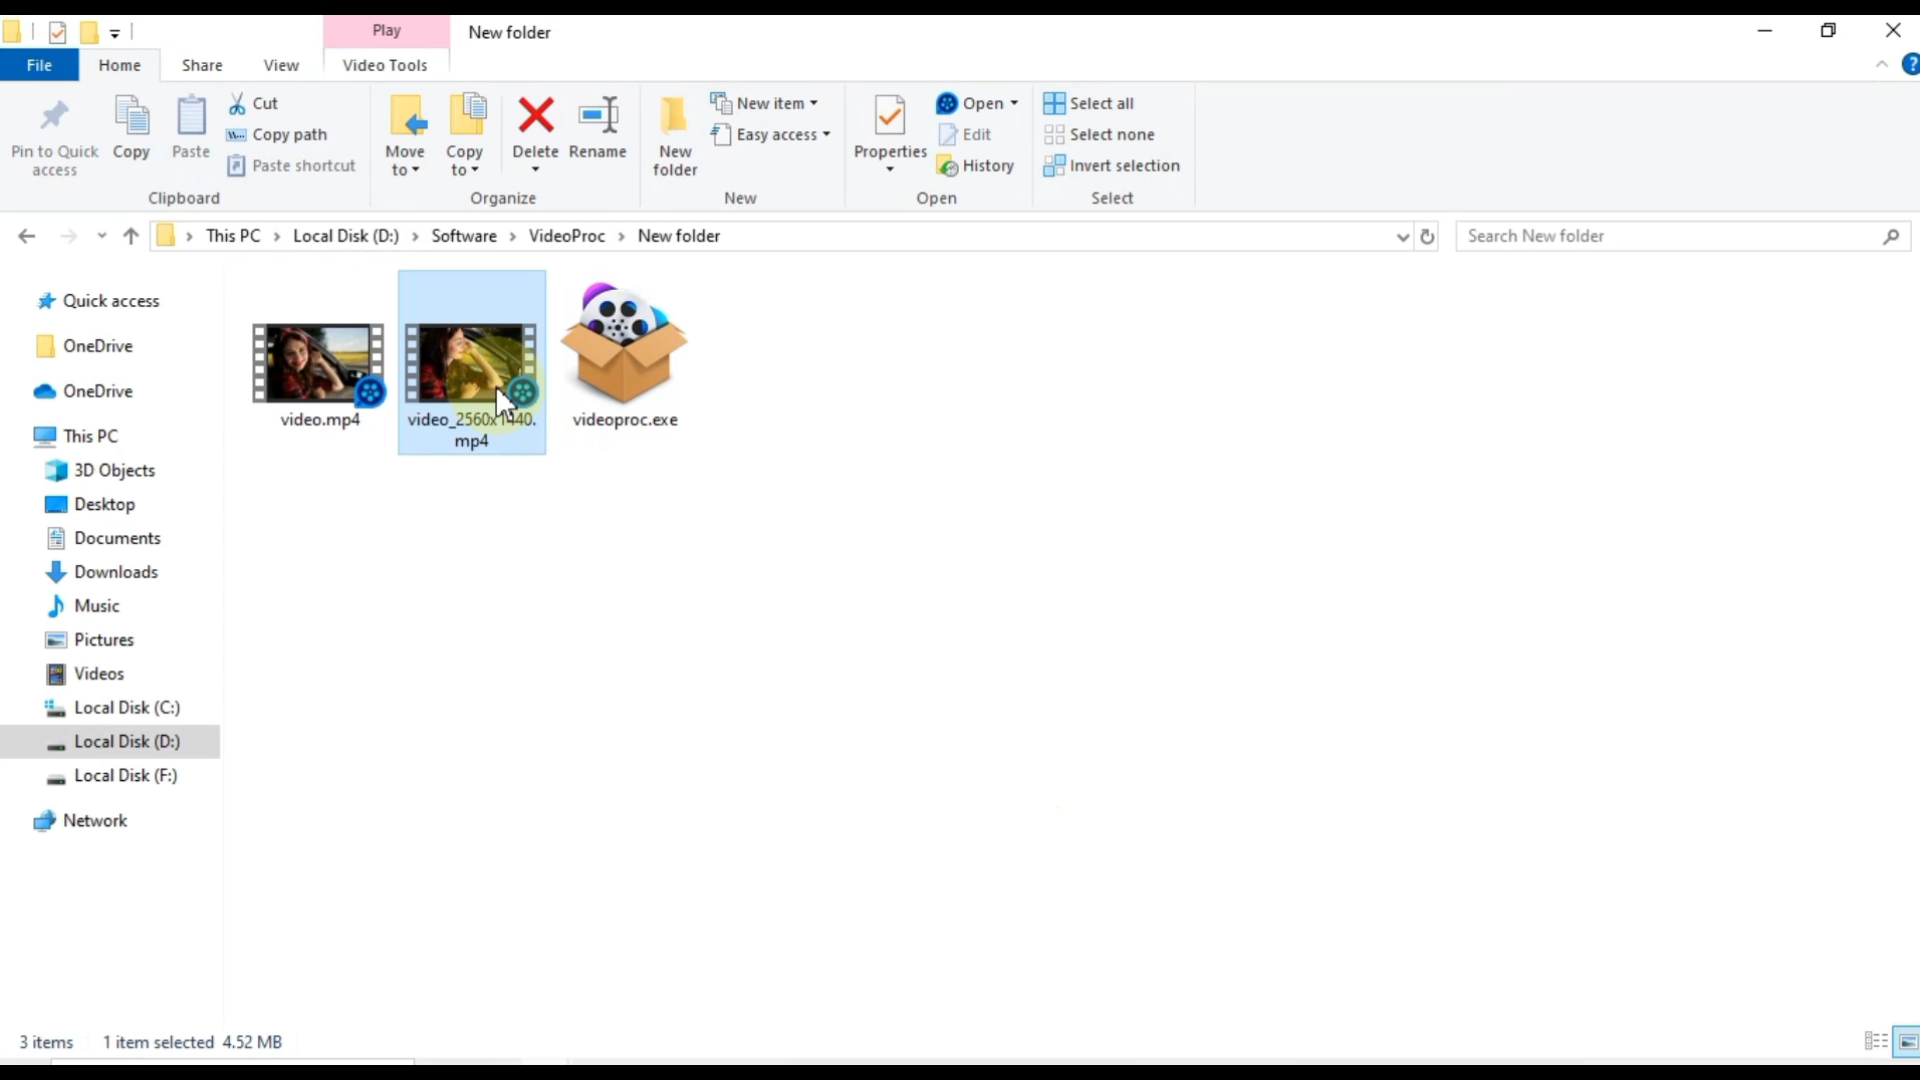 Play
New folder
File
Home
Share
View
Video Tools
Pin to Quick
access
Copy
Paste
Cut
Copy path
Paste shortcut
Clipboard
Move
to
Copy
to
Delete
Rename
Organize
New
folder
New item
Easy access
New
Properties
Open
Edit
History
Open
Select all
Select none
Invert selection
Select
This PC
Local Disk (D:)
Software
VideoProc
New folder
Search New folder
Quick access
OneDrive
OneDrive
This PC
3D Objects
Desktop
Documents
Downloads
Music
Pictures
Videos
Local Disk (C:)
Local Disk (D:)
Local Disk (F:)
Network
video.mp4
video_2560x1440.
mp4
videoproc.exe
3 items
1 item selected 4.52 MB